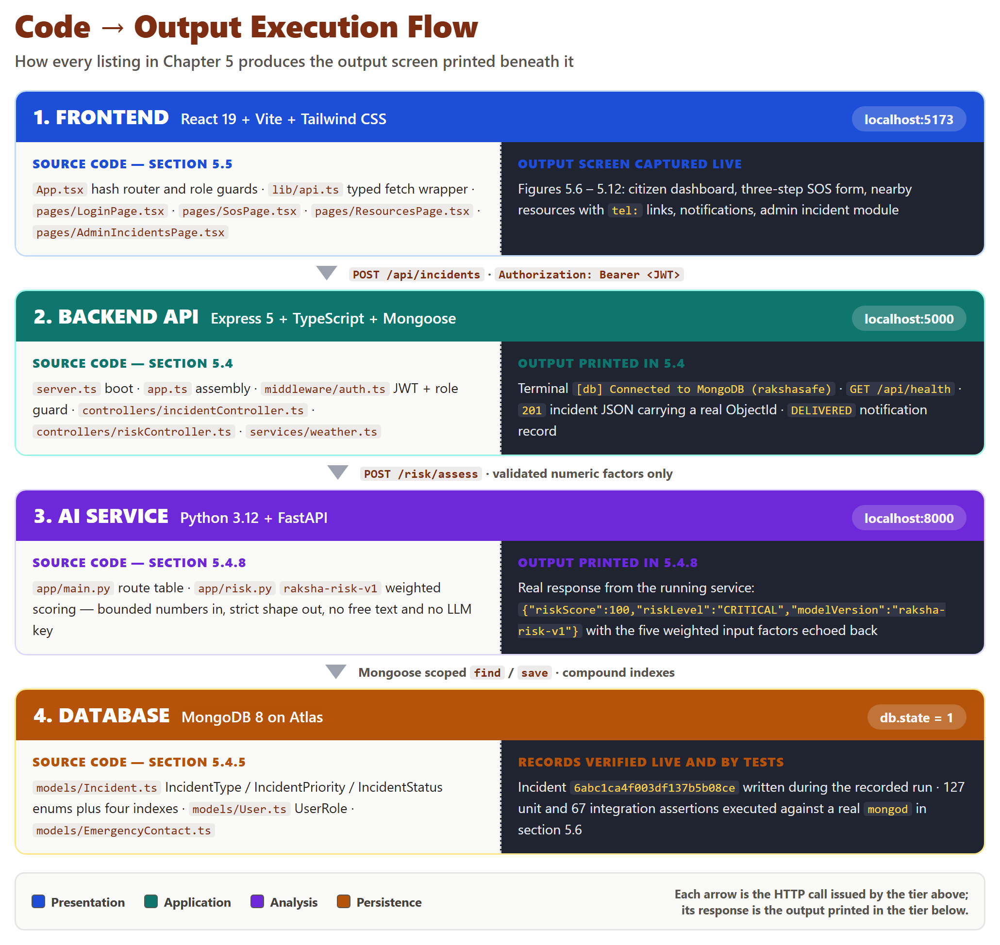 Code → Output Execution Flow
How every listing in Chapter 5 produces the output screen printed beneath it
1. FRONTEND React 19 + Vite + Tailwind CSS
localhost:5173
SOURCE CODE — SECTION 5.5
App.tsx hash router and role guards · lib/api.ts typed fetch wrapper ·
pages/LoginPage.tsx · pages/SosPage.tsx · pages/ResourcesPage.tsx ·
pages/AdminIncidentsPage.tsx
OUTPUT SCREEN CAPTURED LIVE
Figures 5.6 – 5.12: citizen dashboard, three-step SOS form, nearby
resources with tel: links, notifications, admin incident module
POST /api/incidents · Authorization: Bearer <JWT>
2. BACKEND API Express 5 + TypeScript + Mongoose
localhost:5000
SOURCE CODE — SECTION 5.4
server.ts boot · app.ts assembly · middleware/auth.ts JWT + role
guard · controllers/incidentController.ts ·
controllers/riskController.ts · services/weather.ts
OUTPUT PRINTED IN 5.4
Terminal [db] Connected to MongoDB (rakshasafe) · GET /api/health ·
201 incident JSON carrying a real ObjectId · DELIVERED notification
record
POST /risk/assess · validated numeric factors only
3. AI SERVICE Python 3.12 + FastAPI
localhost:8000
SOURCE CODE — SECTION 5.4.8
app/main.py route table · app/risk.py raksha-risk-v1 weighted
scoring — bounded numbers in, strict shape out, no free text and no LLM
key
OUTPUT PRINTED IN 5.4.8
Real response from the running service:
{"riskScore":100,"riskLevel":"CRITICAL","modelVersion":"raksha-
risk-v1"} with the five weighted input factors echoed back
Mongoose scoped find / save · compound indexes
4. DATABASE MongoDB 8 on Atlas
db.state = 1
SOURCE CODE — SECTION 5.4.5
models/Incident.ts IncidentType / IncidentPriority / IncidentStatus
enums plus four indexes · models/User.ts UserRole ·
models/EmergencyContact.ts
RECORDS VERIFIED LIVE AND BY TESTS
Incident 6abc1ca4f003df137b5b08ce written during the recorded run · 127
unit and 67 integration assertions executed against a real mongod in
section 5.6
Presentation
Application
Analysis
Persistence
Each arrow is the HTTP call issued by the tier above;
its response is the output printed in the tier below.